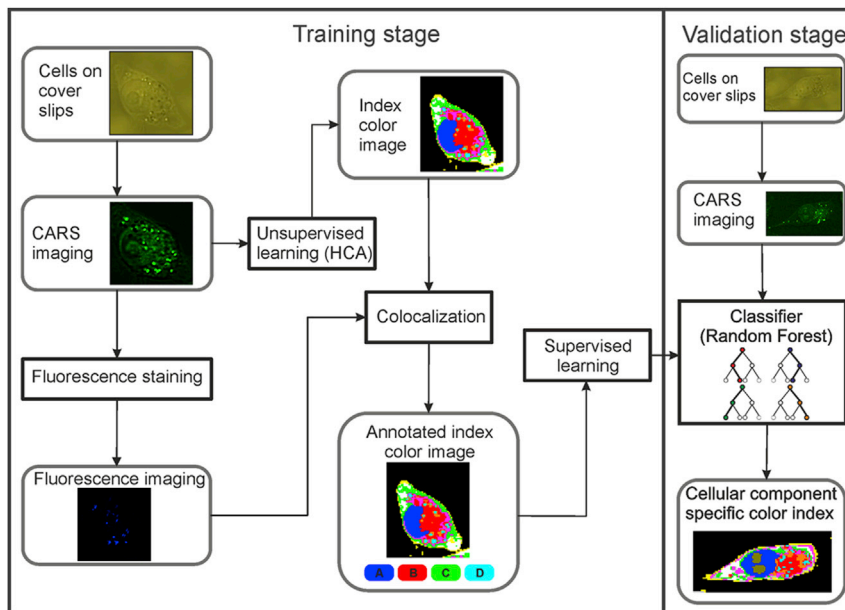 Training stage
Validation stage
Cells on
cover slips
Index
color image
Cells on
cover slips
CARS
imaging
Unsupervised
learning (HCA)
CARS
imaging
Colocalization
Classifier
(Random Forest)
Supervised
learning
Fluorescence staining
Annotated index
color image
Fluorescence imaging
Cellular component
specific color index
A B C D